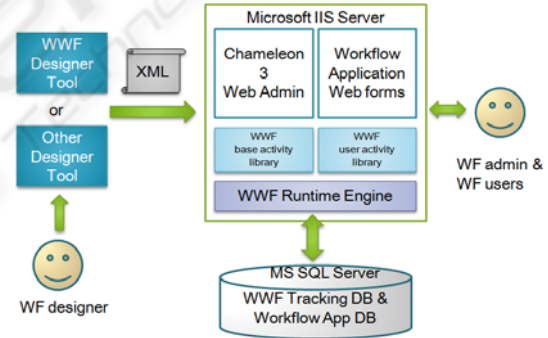 Microsoft IIS Server
WWF
Designer
Tool
or
Other
Designer
Tool
WF designer
XML
Chameleon
3
Web Admin
Workflow
Application
Web forms
WWF
base activity
library
WWF
user activity
library
WWF Runtime Engine
WF admin &
WF users
MS SQL Server
WWF Tracking DB &
Workflow App DB